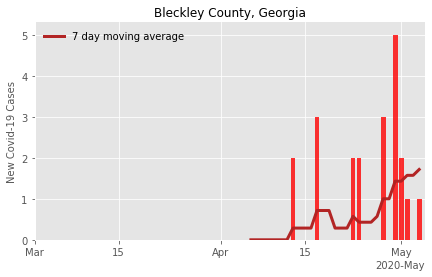 Bleckley County, Georgia
7 day moving average
New Covid-19 Cases
5
4
3
2
1
0
Mar 15 Apr 15 May
2020-May